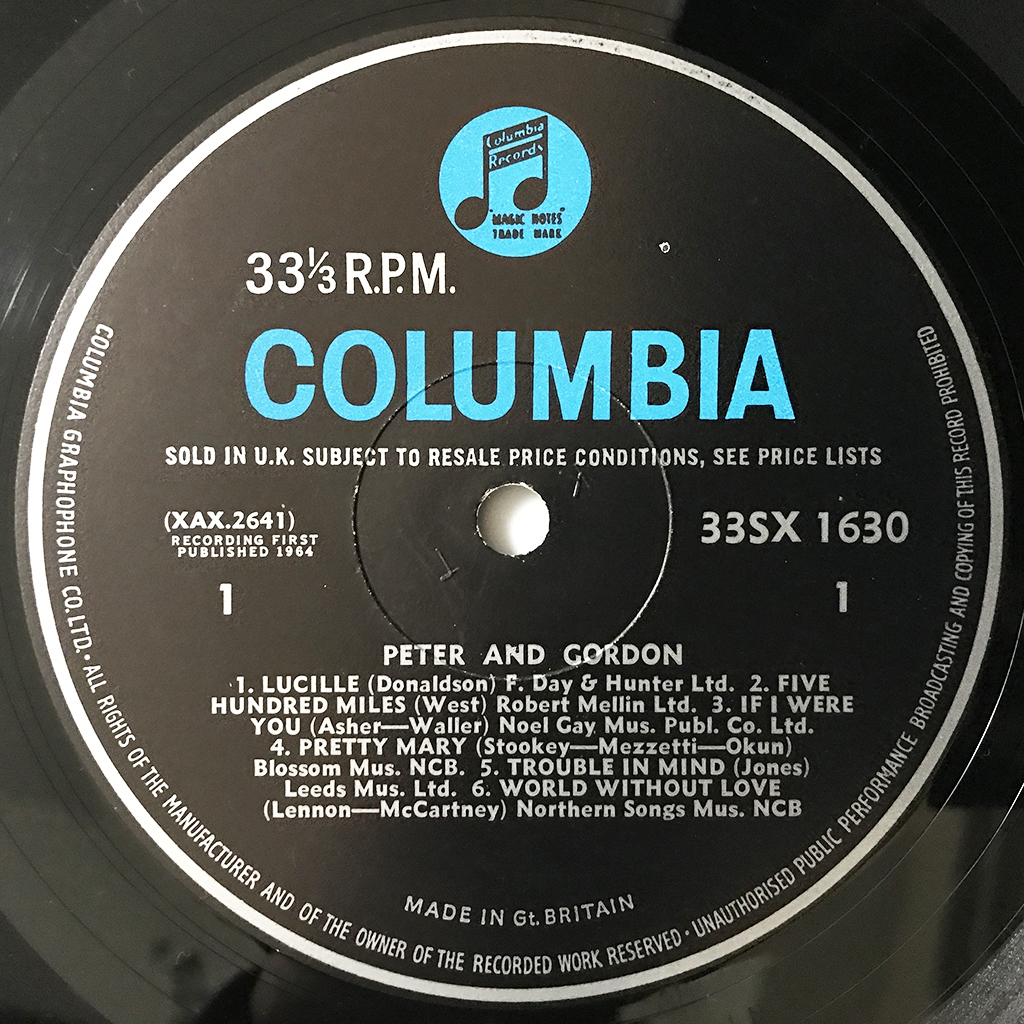 Columbia
Records
"MAGIC NOTES"
TRADE MARK
33⅓ R.P.M.
COLUMBIA
SOLD IN U.K. SUBJECT TO RESALE PRICE CONDITIONS, SEE PRICE LISTS
(XAX.2641)
RECORDING FIRST
PUBLISHED 1964
33SX 1630
1
1
PETER AND GORDON
1. LUCILLE (Donaldson) F. Day & Hunter Ltd. 2. FIVE
HUNDRED MILES (West) Robert Mellin Ltd. 3. IF I WERE
YOU (Asher—Waller) Noel Gay Mus. Publ. Co. Ltd.
4. PRETTY MARY (Stookey—Mezzetti—Okun)
Blossom Mus. NCB. 5. TROUBLE IN MIND (Jones)
Leeds Mus. Ltd. 6. WORLD WITHOUT LOVE
(Lennon—McCartney) Northern Songs Mus. NCB
MADE IN Gt. BRITAIN
COLUMBIA GRAPHOPHONE CO. LTD. · ALL RIGHTS OF THE MANUFACTURER AND OF THE OWNER OF THE RECORDED WORK RESERVED · UNAUTHORISED PUBLIC PERFORMANCE BROADCASTING AND COPYING OF THIS RECORD PROHIBITED